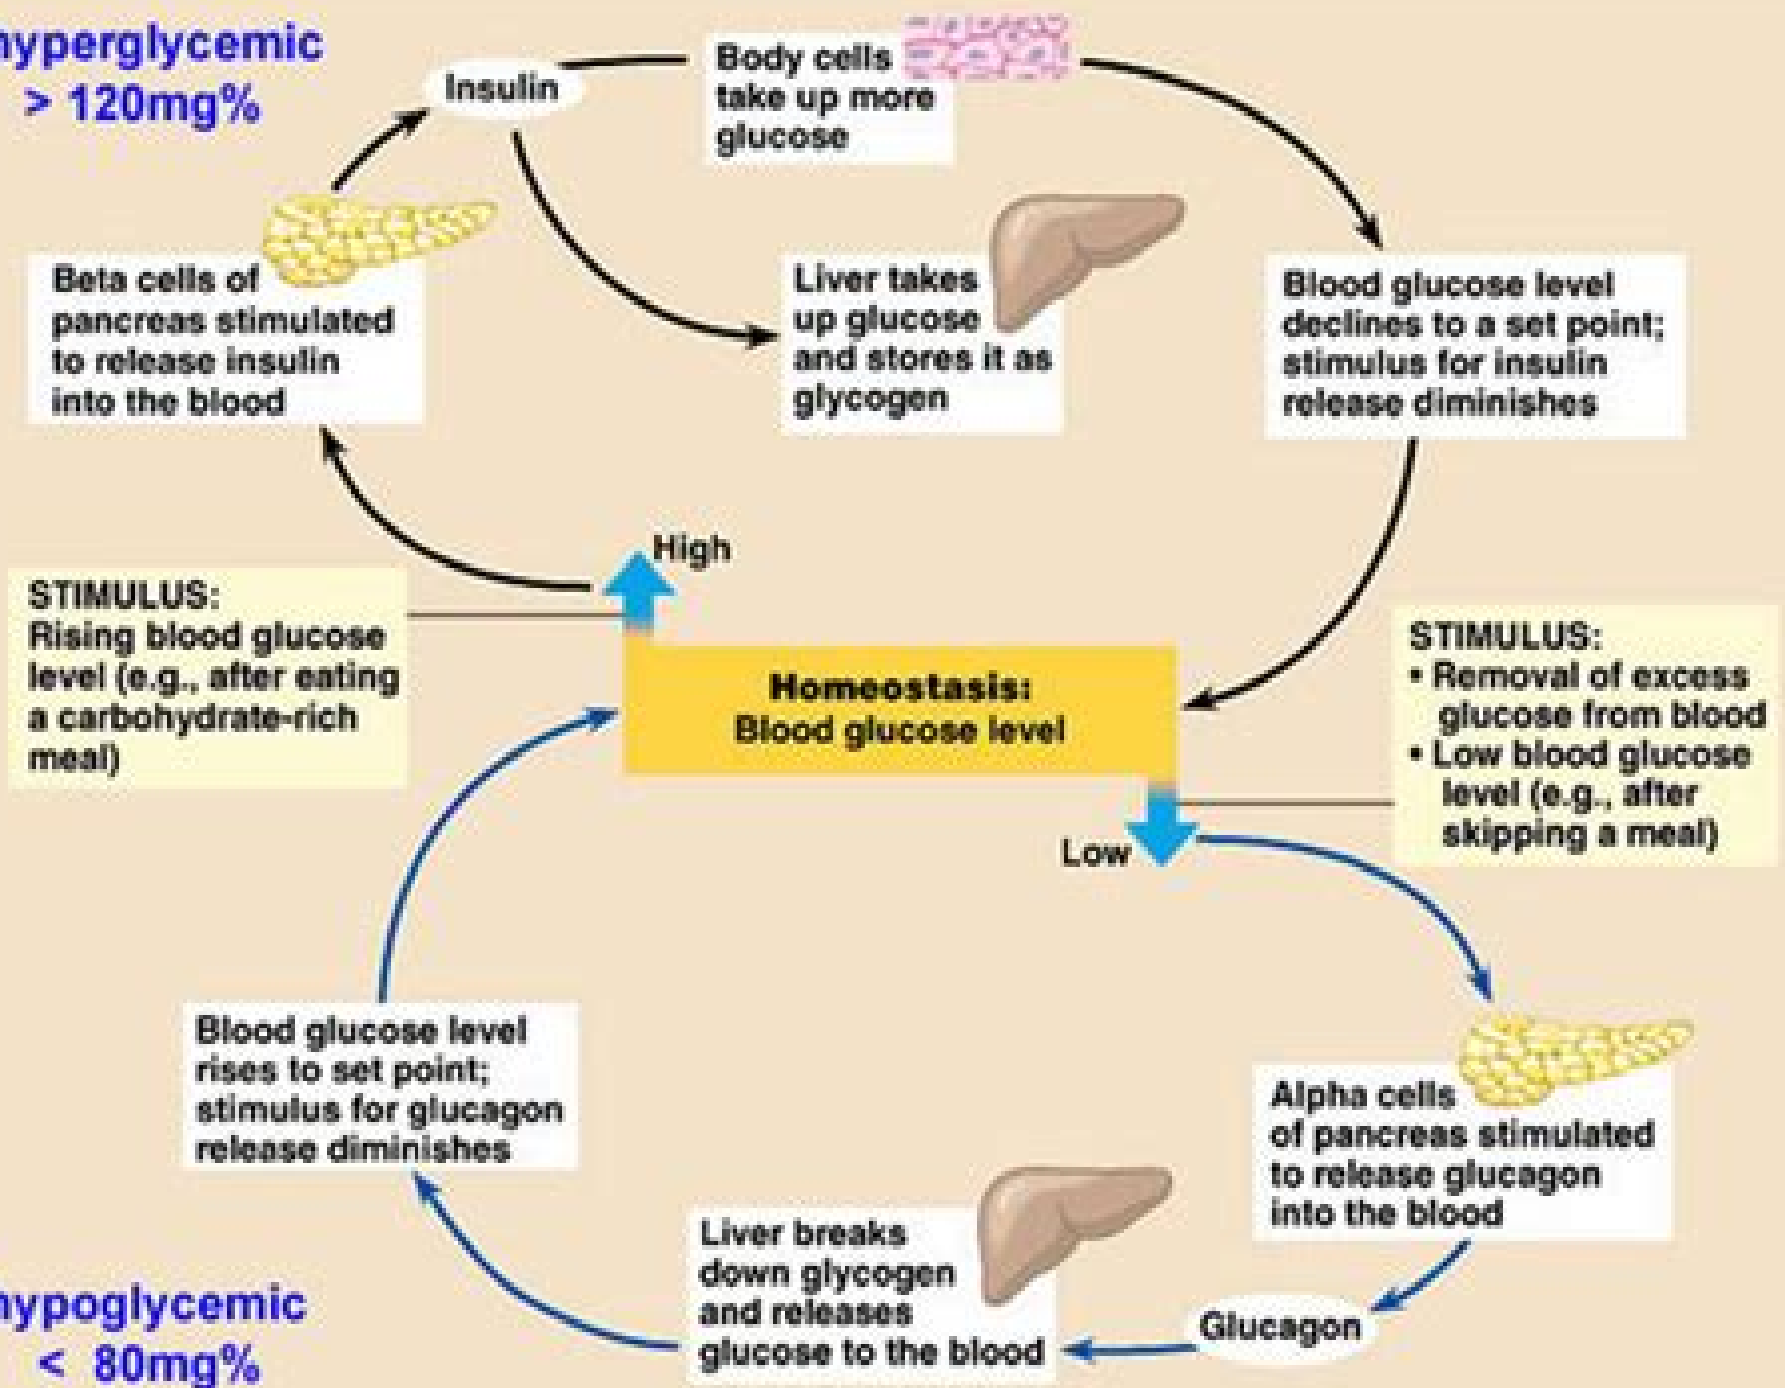 hyperglycemic
> 120mg%
Insulin
Body cells
take up more
glucose
Beta cells of
pancreas stimulated
to release insulin
into the blood
Liver takes
up glucose
and stores it as
glycogen
Blood glucose level
declines to a set point;
stimulus for insulin
release diminishes
High
STIMULUS:
Rising blood glucose
level (e.g., after eating
a carbohydrate-rich
meal)
Homeostasis:
Blood glucose level
STIMULUS:
• Removal of excess
glucose from blood
• Low blood glucose
level (e.g., after
skipping a meal)
Low
Blood glucose level
rises to set point;
stimulus for glucagon
release diminishes
Alpha cells
of pancreas stimulated
to release glucagon
into the blood
Liver breaks
down glycogen
and releases
glucose to the blood
Glucagon
hypoglycemic
< 80mg%